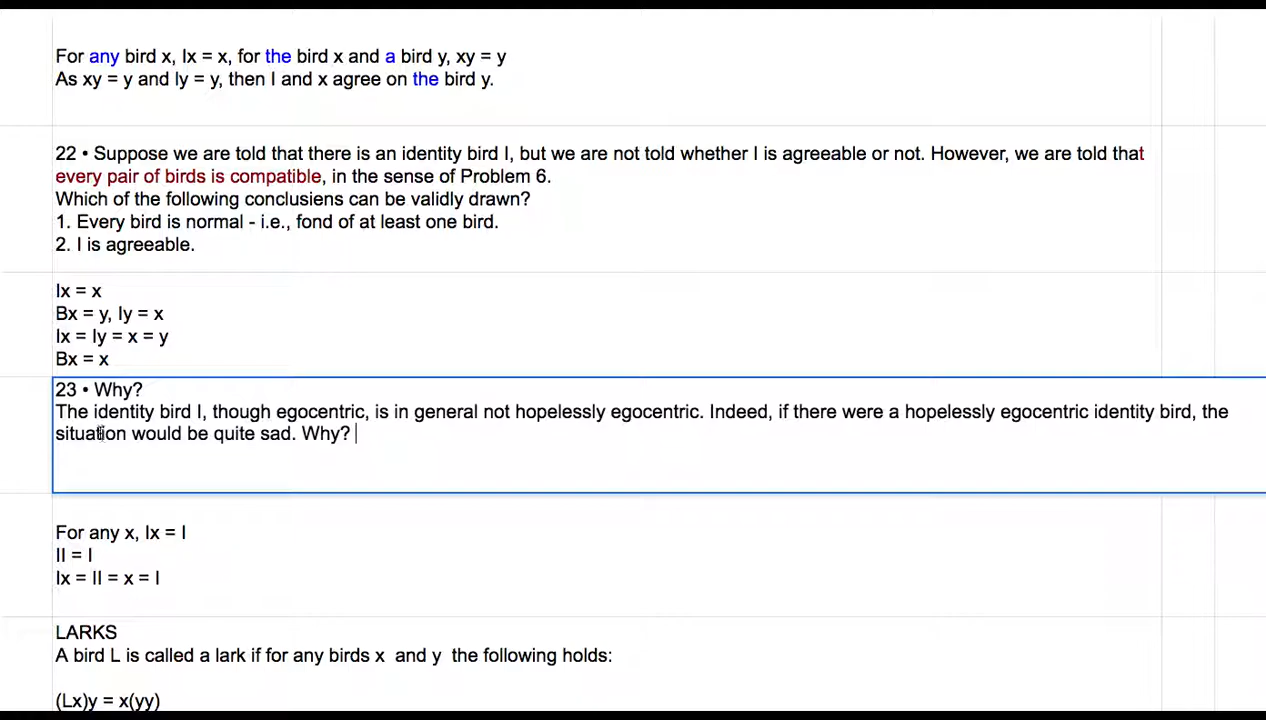 For any bird x, Ix = x, for the bird x and a bird y, xy = y
As xy = y and Iy = y, then I and x agree on the bird y.
22 • Suppose we are told that there is an identity bird I, but we are not told whether I is agreeable or not. However, we are told that
every pair of birds is compatible, in the sense of Problem 6.
Which of the following conclusiens can be validly drawn?
1. Every bird is normal - i.e., fond of at least one bird.
2. I is agreeable.
Ix = x
Bx = y, Iy = x
Ix = Iy = x = y
Bx = x
23 • Why?
The identity bird I, though egocentric, is in general not hopelessly egocentric. Indeed, if there were a hopelessly egocentric identity bird, the
situation would be quite sad. Why?
For any x, Ix = I
II = I
Ix = II = x = I
LARKS
A bird L is called a lark if for any birds x and y the following holds:
(Lx)y = x(yy)